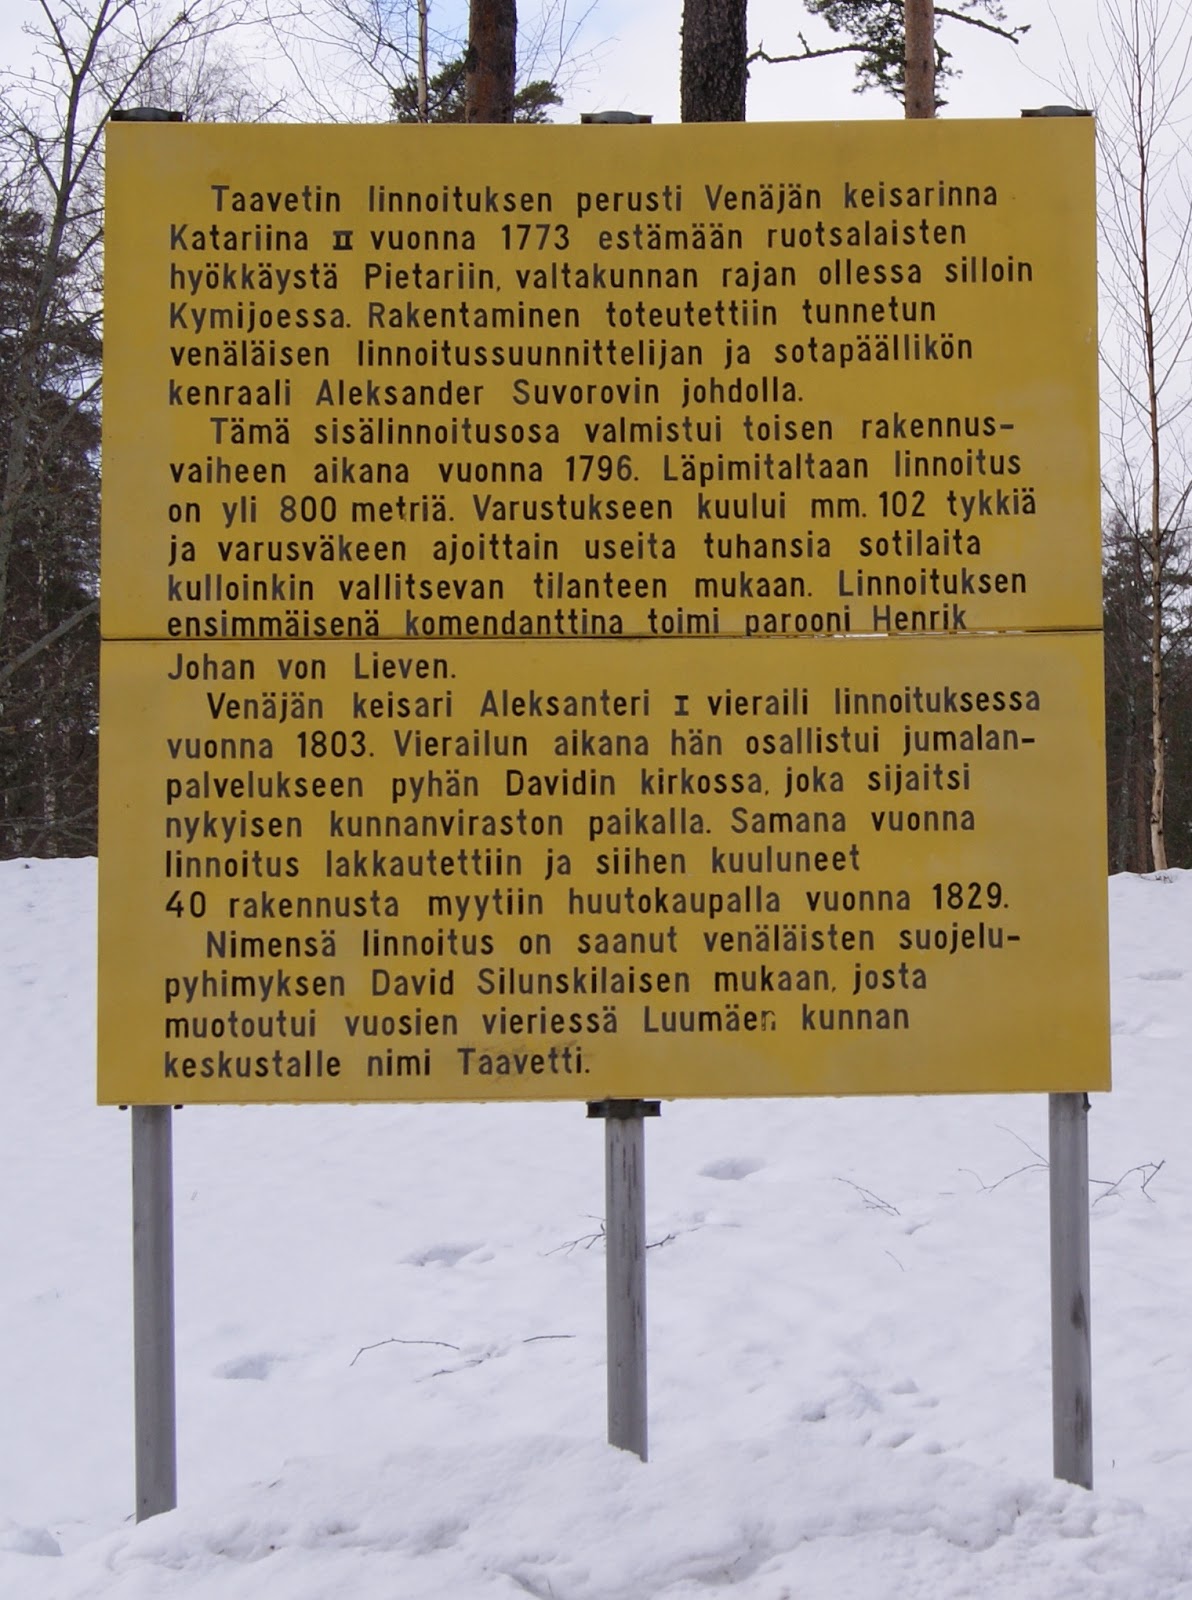 Taavetin linnoituksen perusti Venäjän keisarinna
Katariina II vuonna 1773 estämään ruotsalaisten
hyökkäystä Pietariin, valtakunnan rajan ollessa silloin
Kymijoessa. Rakentaminen toteutettiin tunnetun
venäläisen linnoitussuunnittelijan ja sotapäällikön
kenraali Aleksander Suvorovin johdolla.
Tämä sisälinnoitusosa valmistui toisen rakennus-
vaiheen aikana vuonna 1796. Läpimitaltaan linnoitus
on yli 800 metriä. Varustukseen kuului mm. 102 tykkiä
ja varusväkeen ajoittain useita tuhansia sotilaita
kulloinkin vallitsevan tilanteen mukaan. Linnoituksen
ensimmäisenä komendanttina toimi parooni Henrik
Johan von Lieven.
Venäjän keisari Aleksanteri I vieraili linnoituksessa
vuonna 1803. Vierailun aikana hän osallistui jumalan-
palvelukseen pyhän Davidin kirkossa, joka sijaitsi
nykyisen kunnanviraston paikalla. Samana vuonna
linnoitus lakkautettiin ja siihen kuuluneet
40 rakennusta myytiin huutokaupalla vuonna 1829.
Nimensä linnoitus on saanut venäläisten suojelu-
pyhimyksen David Silunskilaisen mukaan, josta
muotoutui vuosien vieriessä Luumäen kunnan
keskustalle nimi Taavetti.